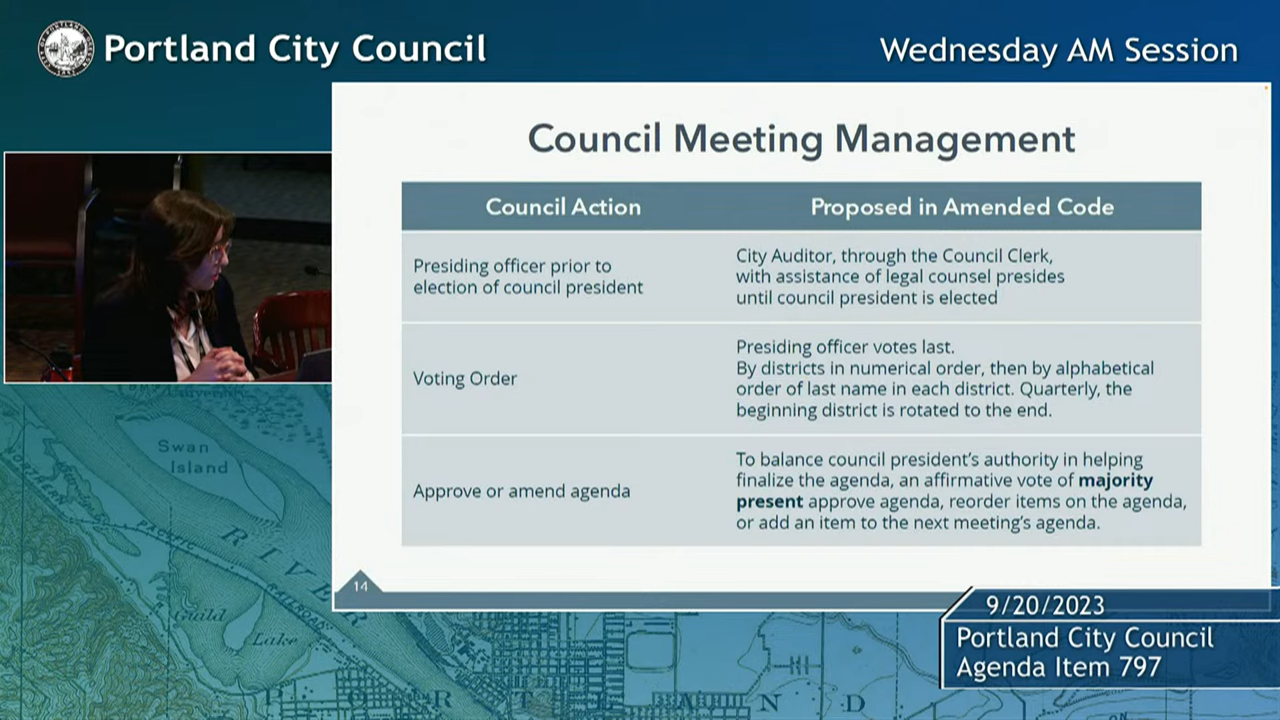 Portland City Council
Wednesday AM Session
Council Meeting Management
Council Action
Proposed in Amended Code
Presiding officer prior to
election of council president
City Auditor, through the Council Clerk,
with assistance of legal counsel presides
until council president is elected
Voting Order
Presiding officer votes last.
By districts in numerical order, then by alphabetical
order of last name in each district. Quarterly, the
beginning district is rotated to the end.
Approve or amend agenda
To balance council president’s authority in helping
finalize the agenda, an affirmative vote of majority
present approve agenda, reorder items on the agenda,
or add an item to the next meeting’s agenda.
14
9/20/2023
Portland City Council
Agenda Item 797
University
Swan
Island
NORTHERN
PACIFIC
RAILROAD
RIVER
Guild
Lake